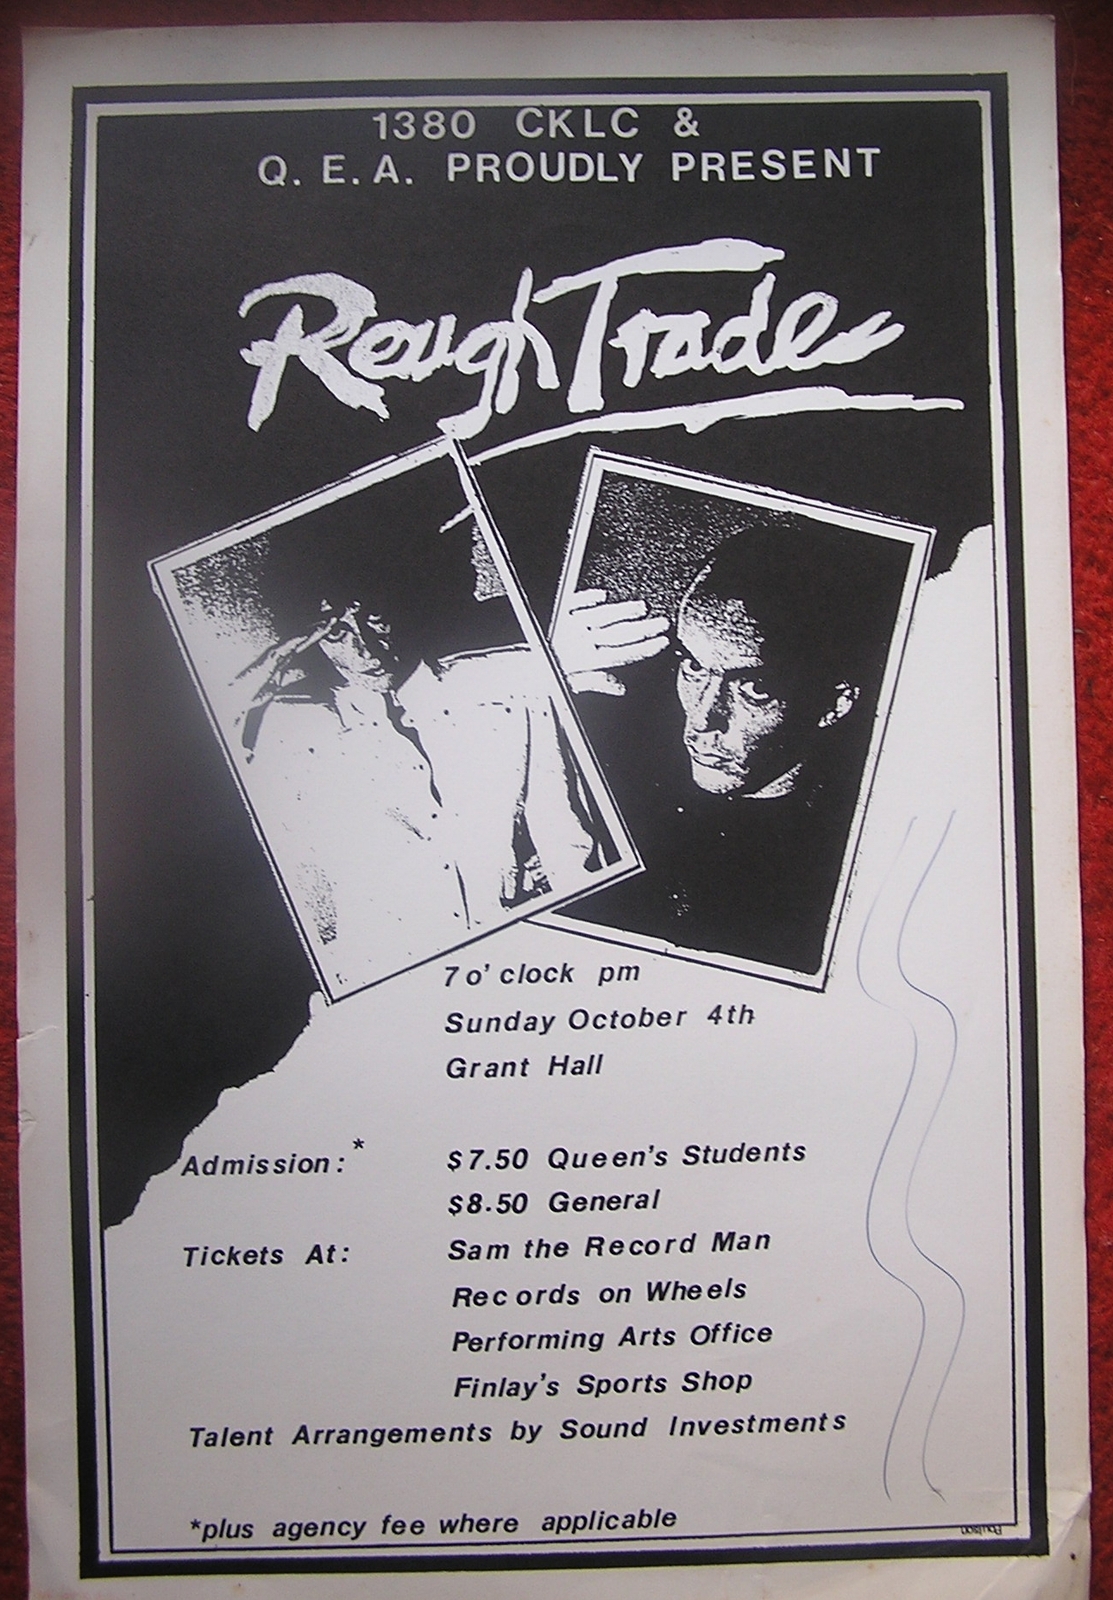 1380 CKLC &
Q. E. A. PROUDLY PRESENT
Rough Trade
7 o'clock pm
Sunday October 4th
Grant Hall
Admission:* $7.50 Queen's Students
$8.50 General
Tickets At: Sam the Record Man
Records on Wheels
Performing Arts Office
Finlay's Sports Shop
Talent Arrangements by Sound Investments
*plus agency fee where applicable
Poulson